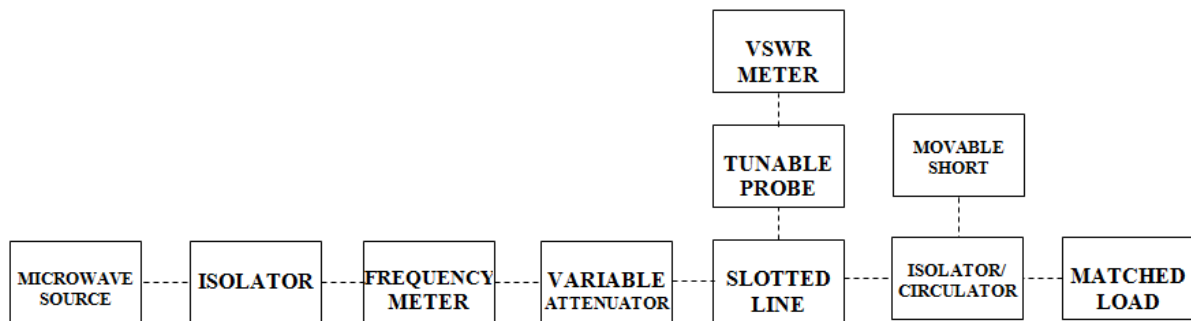 VSWR
METER
TUNABLE
PROBE
MOVABLE
SHORT
MICROWAVE
SOURCE
ISOLATOR
FREQUENCY
METER
VARIABLE
ATTENUATOR
SLOTTED
LINE
ISOLATOR/
CIRCULATOR
MATCHED
LOAD